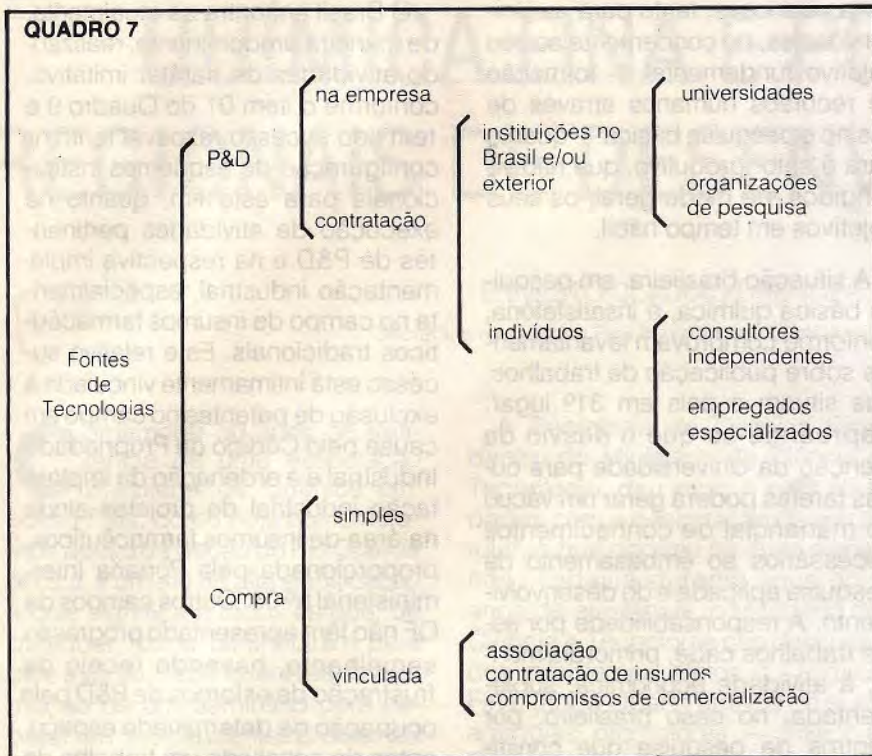 QUADRO 7
Fontes
de
Tecnologias
P&D
na empresa
contratação
instituições no
Brasil e/ou
exterior
universidades
organizações
de pesquisa
indivíduos
consultores
independentes
empregados
especializados
Compra
simples
vinculada
associação
contratação de insumos
compromissos de comercialização